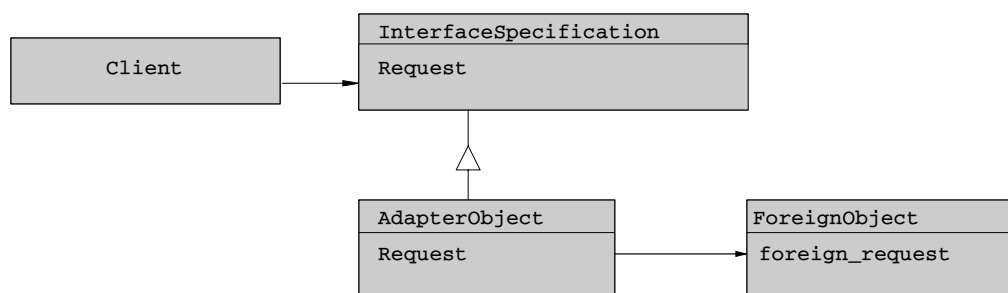 InterfaceSpecification
Client
Request
AdapterObject
ForeignObject
Request
foreign_request